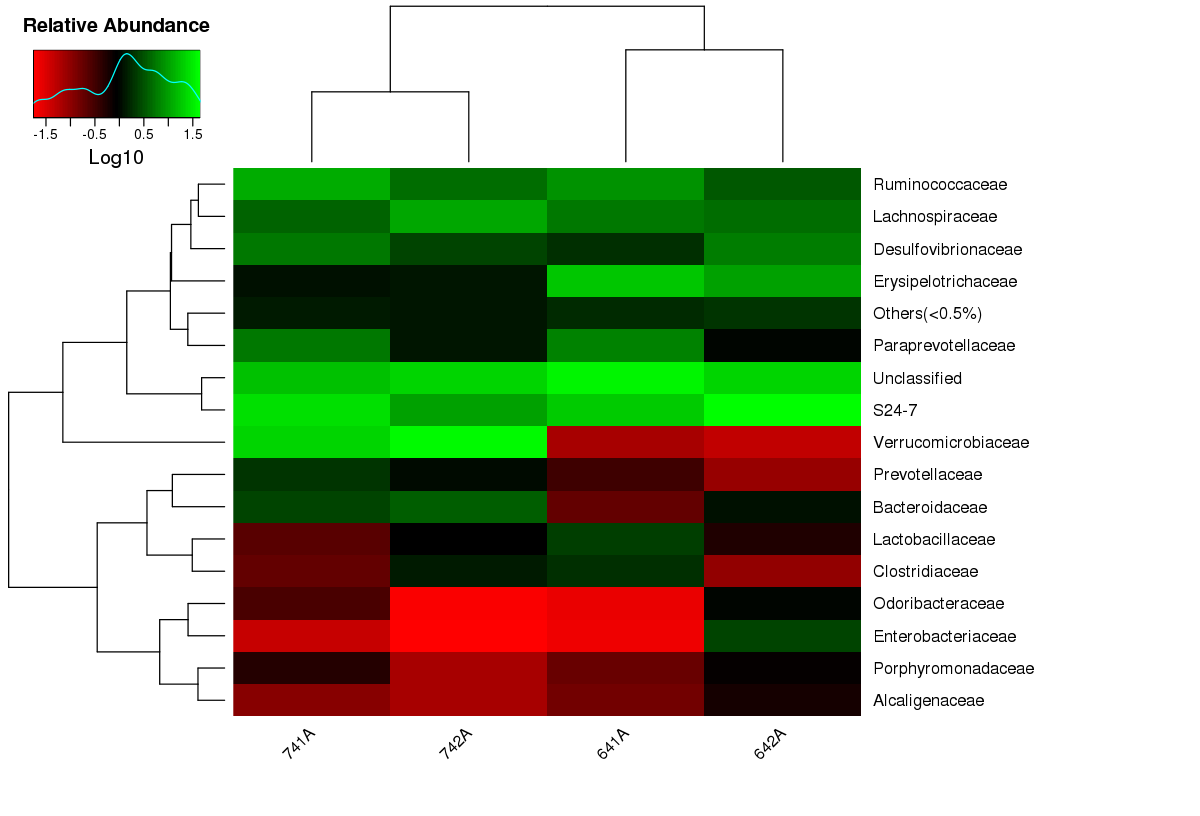 Relative Abundance
-1.5 -0.5 0.5 1.5
Log10
Ruminococcaceae
Lachnospiraceae
Desulfovibrionaceae
Erysipelotrichaceae
Others(<0.5%)
Paraprevotellaceae
Unclassified
S24-7
Verrucomicrobiaceae
Prevotellaceae
Bacteroidaceae
Lactobacillaceae
Clostridiaceae
Odoribacteraceae
Enterobacteriaceae
Porphyromonadaceae
Alcaligenaceae
741A 742A 641A 642A